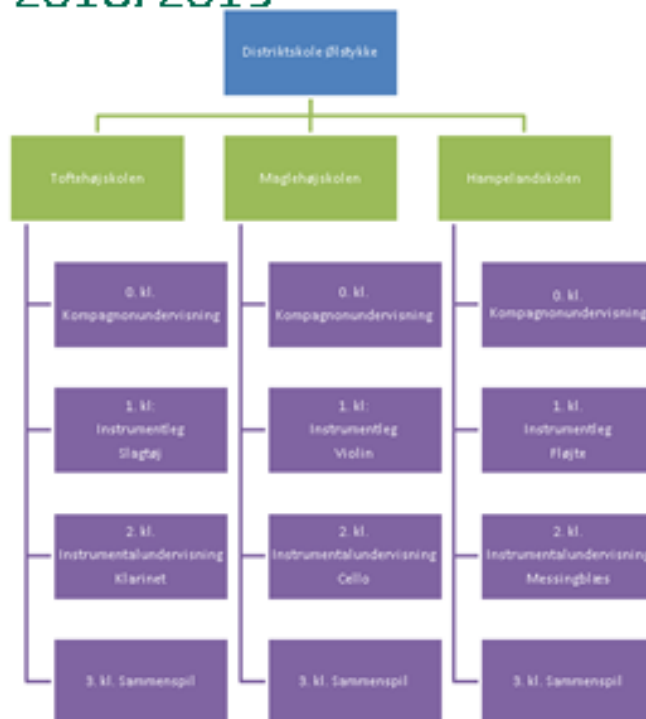 2018/2019
Distriktskole Ølstykke
Toftehøjskolen
Maglehøjskolen
Hampelandskolen
0. kl.
Kompagnonundervisning
0. kl.
Kompagnonundervisning
0. kl.
Kompagnonundervisning
1. kl:
Instrumentleg
Slagtøj
1. kl:
Instrumentleg
Violin
1. kl.
Instrumentleg
Fløjte
2. kl.
Instrumentalundervisning
Klarinet
2. kl.
Instrumentalundervisning
Cello
2. kl.
Instrumentalundervisning
Messingblæs
3. kl. Sammenspil
3. kl. Sammenspil
3. kl. Sammenspil